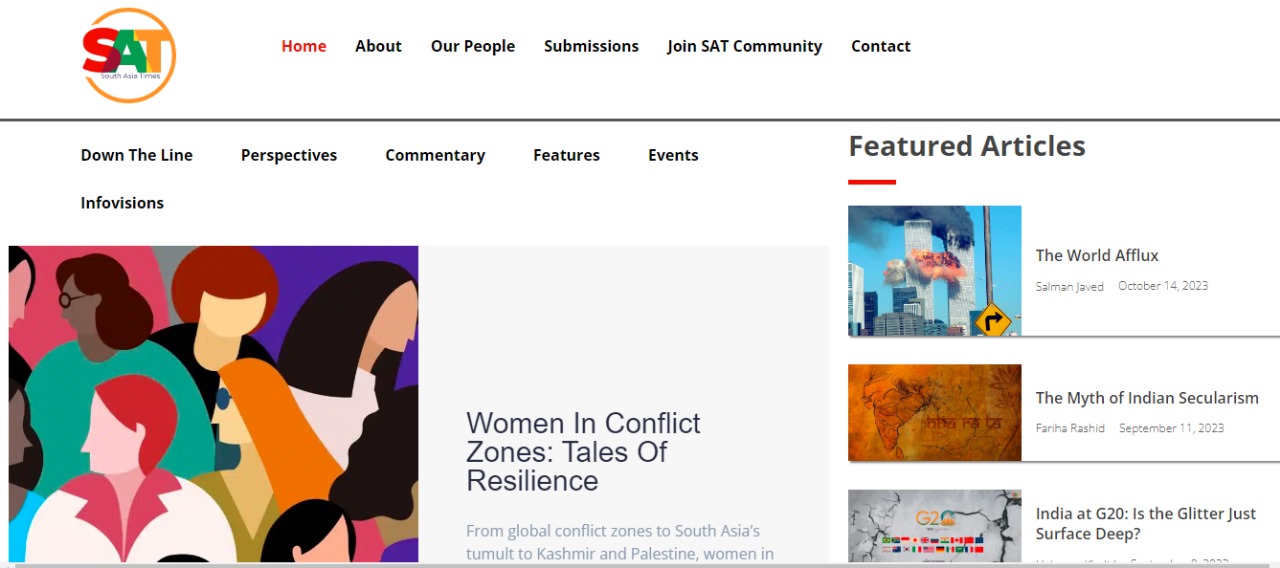 SAT
South Asia Times
Home About Our People Submissions Join SAT Community Contact
Down The Line Perspectives Commentary Features Events
Infovisions
Women In Conflict
Zones: Tales Of
Resilience
From global conflict zones to South Asia’s
tumult to Kashmir and Palestine, women in
Featured Articles
The World Afflux
Salman Javed October 14, 2023
bha ra ta
The Myth of Indian Secularism
Fariha Rashid September 11, 2023
G20
India at G20: Is the Glitter Just
Surface Deep?